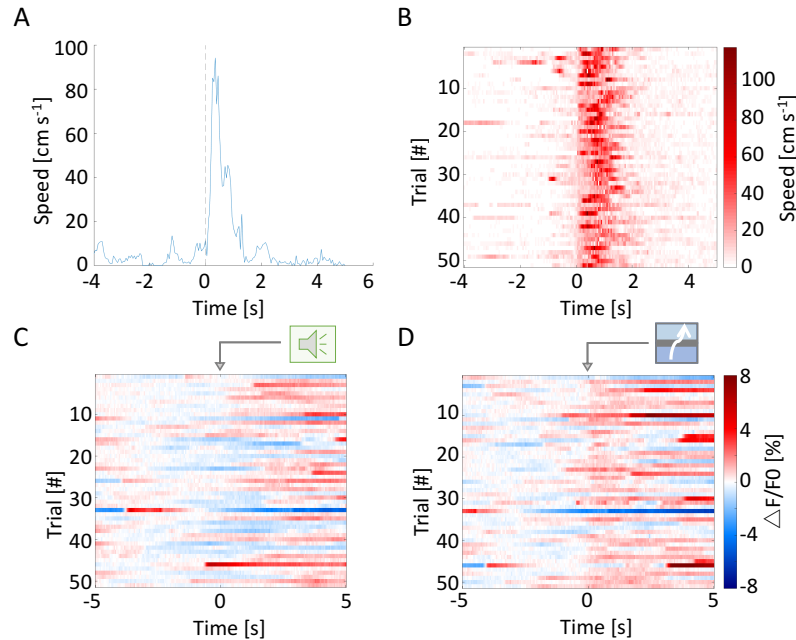 A
B
100
80
60
40
20
0
Speed [cm s-1]
-4 -2 0 2 4 6
Time [s]
10
20
30
40
50
Trial [#]
-4 -2 0 2 4
Time [s]
100
80
60
40
20
0
Speed [cm s⁻¹]
C
D
10
20
30
40
50
Trial [#]
-5 0 5
Time [s]
10
20
30
40
50
Trial [#]
-5 0 5
Time [s]
8
4
0
-4
-8
△F/F0 [%]